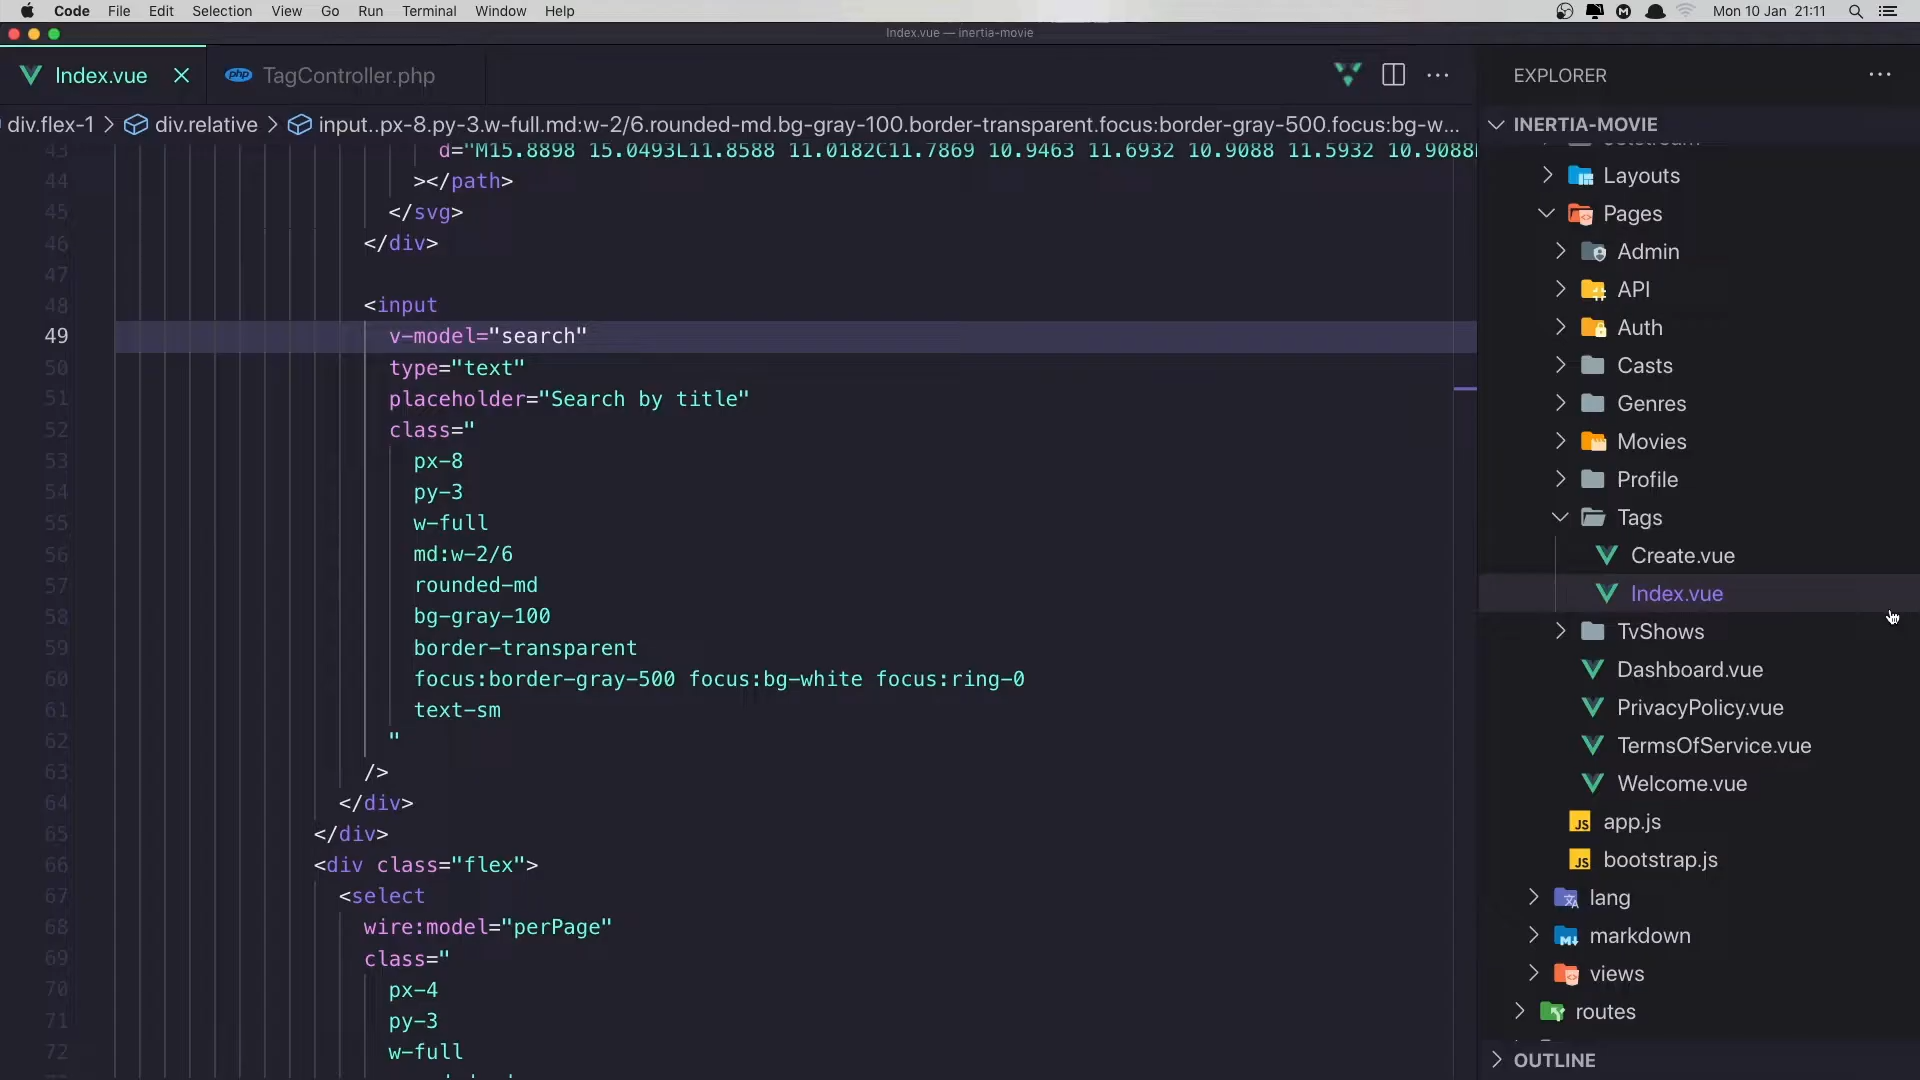 Code File Edit Selection View Go Run Terminal Window Help
Mon 10 Jan 21:11
Index.vue — inertia-movie
Index.vue
php TagController.php
div.flex-1 > div.relative > input..px-8.py-3.w-full.md:w-2/6.rounded-md.bg-gray-100.border-transparent.focus:border-gray-500.focus:bg-w...
43 d="M15.8898 15.0493L11.8588 11.0182C11.7869 10.9463 11.6932 10.9088 11.5932 10.9088
44 ></path>
45 </svg>
46 </div>
47
48 <input
49 v-model="search"
50 type="text"
51 placeholder="Search by title"
52 class="
53 px-8
54 py-3
55 w-full
56 md:w-2/6
57 rounded-md
58 bg-gray-100
59 border-transparent
60 focus:border-gray-500 focus:bg-white focus:ring-0
61 text-sm
62 "
63 />
64 </div>
65 </div>
66 <div class="flex">
67 <select
68 wire:model="perPage"
69 class="
70 px-4
71 py-3
72 w-full
EXPLORER
INERTIA-MOVIE
Layouts
Pages
Admin
API
Auth
Casts
Genres
Movies
Profile
Tags
Create.vue
Index.vue
TvShows
Dashboard.vue
PrivacyPolicy.vue
TermsOfService.vue
Welcome.vue
JS app.js
JS bootstrap.js
lang
markdown
views
routes
OUTLINE